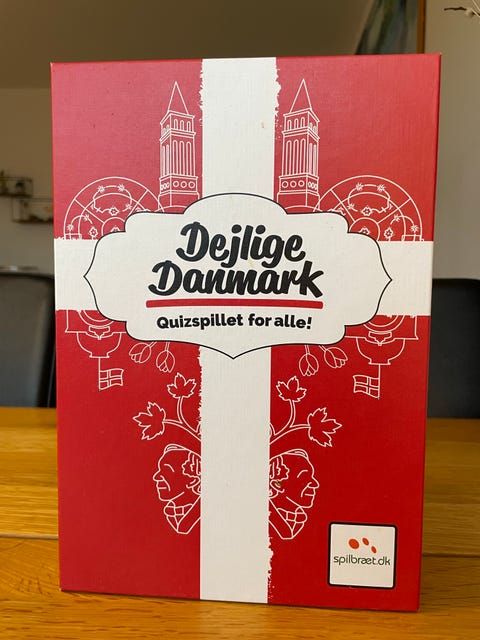 Dejlige
Danmark
Quizspillet for alle!
spilbræt.dk